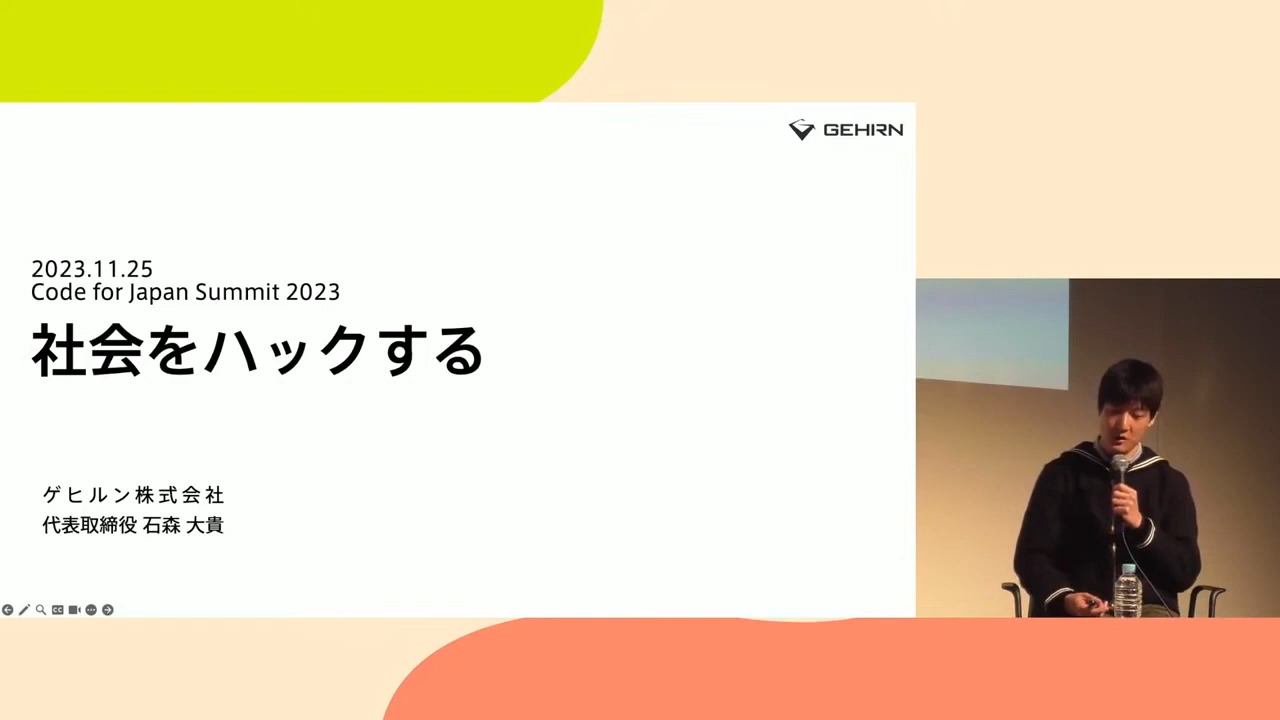 GEHIRN
2023.11.25
Code for Japan Summit 2023
社会をハックする
ゲヒルン株式会社
代表取締役 石森 大貴
CC